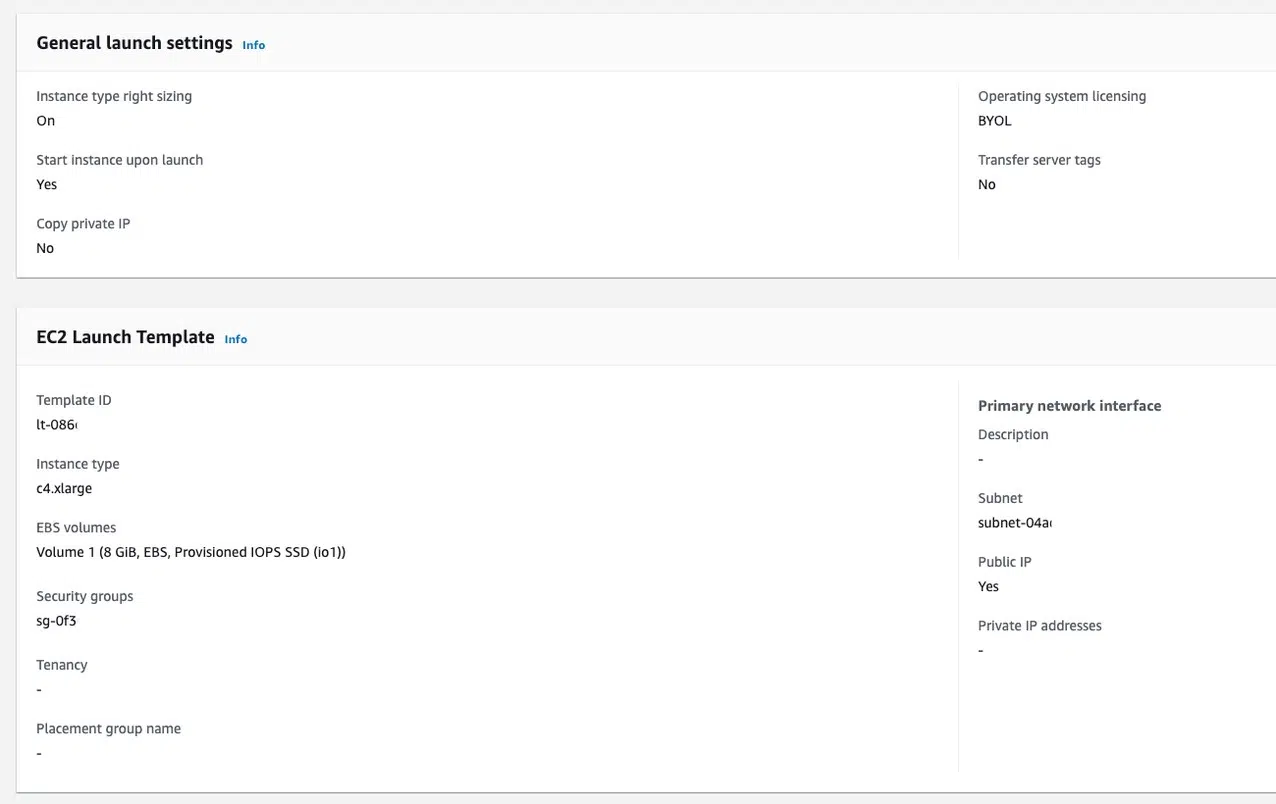 General launch settings Info
Instance type right sizing
On
Start instance upon launch
Yes
Copy private IP
No
Operating system licensing
BYOL
Transfer server tags
No
EC2 Launch Template Info
Template ID
lt-086
Instance type
c4.xlarge
EBS volumes
Volume 1 (8 GiB, EBS, Provisioned IOPS SSD (io1))
Security groups
sg-0f3
Tenancy
-
Placement group name
-
Primary network interface
Description
-
Subnet
subnet-04a
Public IP
Yes
Private IP addresses
-